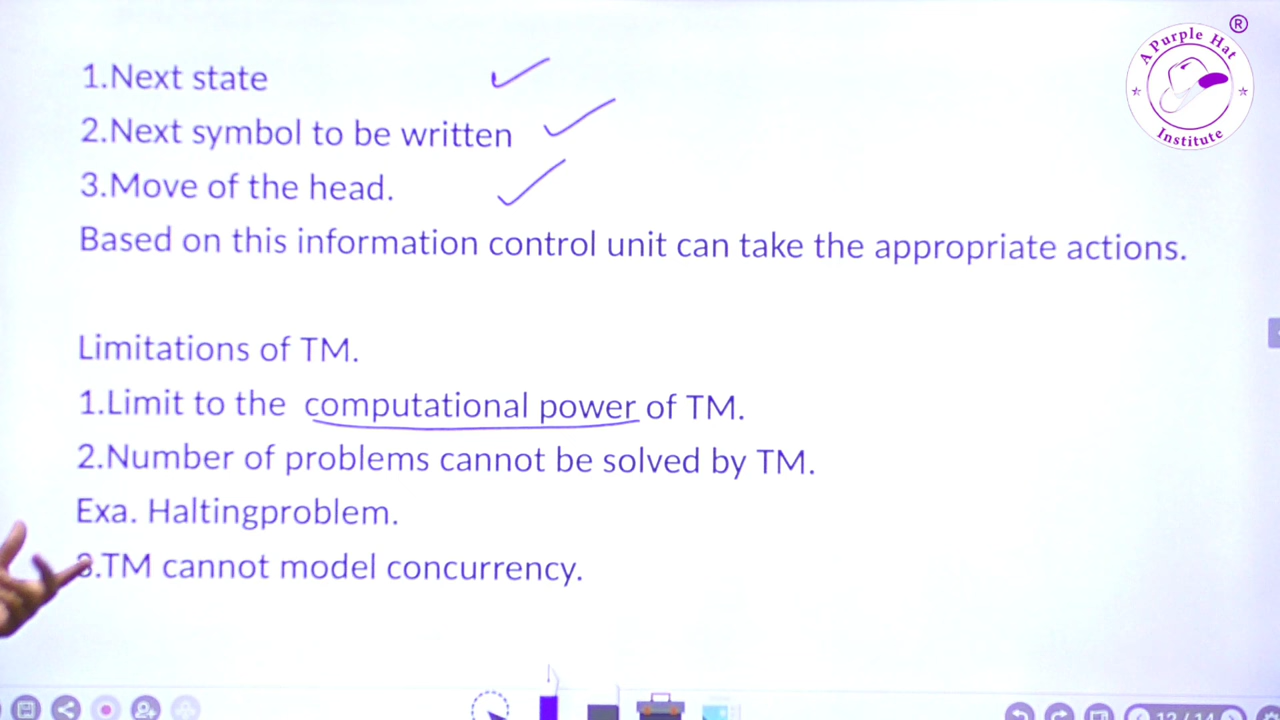 A Purple Hat
Institute
®
1.Next state
2.Next symbol to be written
3.Move of the head.
Based on this information control unit can take the appropriate actions.
Limitations of TM.
1.Limit to the computational power of TM.
2.Number of problems cannot be solved by TM.
Exa. Haltingproblem.
3.TM cannot model concurrency.